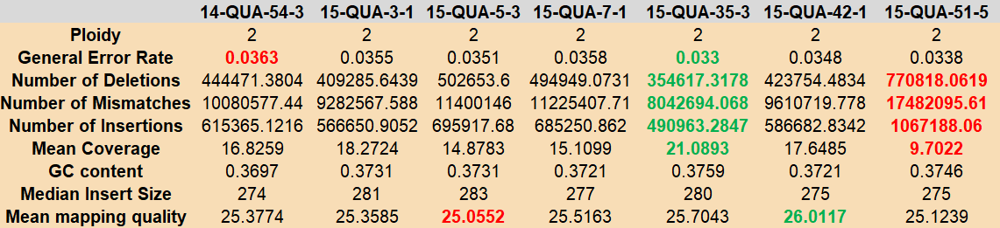 14-QUA-54-3 15-QUA-3-1 15-QUA-5-3 15-QUA-7-1 15-QUA-35-3 15-QUA-42-1 15-QUA-51-5
Ploidy 2 2 2 2 2 2 2
General Error Rate 0.0363 0.0355 0.0351 0.0358 0.033 0.0348 0.0338
Number of Deletions 444471.3804 409285.6439 502653.6 494949.0731 354617.3178 423754.4834 770818.0619
Number of Mismatches 10080577.44 9282567.588 11400146 11225407.71 8042694.068 9610719.778 17482095.61
Number of Insertions 615365.1216 566650.9052 695917.68 685250.862 490963.2847 586682.8342 1067188.06
Mean Coverage 16.8259 18.2724 14.8783 15.1099 21.0893 17.6485 9.7022
GC content 0.3697 0.3731 0.3731 0.3721 0.3759 0.3721 0.3746
Median Insert Size 274 281 283 277 280 275 275
Mean mapping quality 25.3774 25.3585 25.0552 25.5163 25.7043 26.0117 25.1239